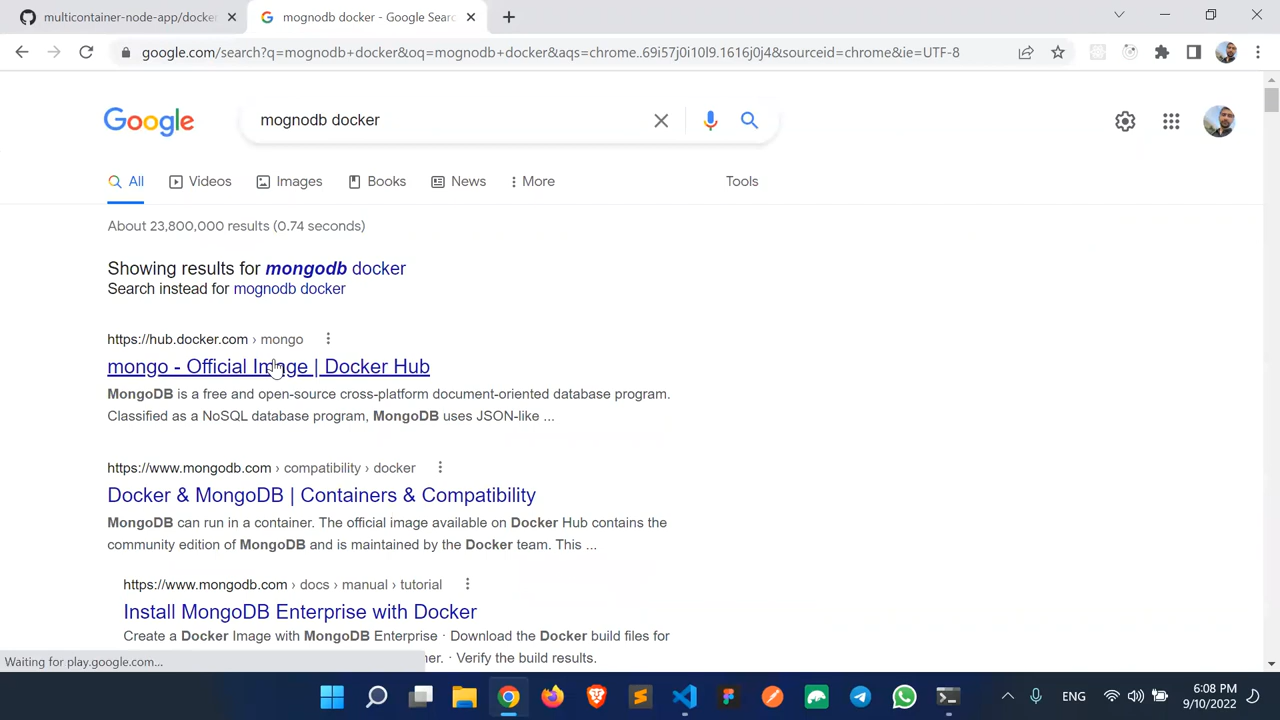 multicontainer-node-app/docker
mognodb docker - Google Searc
google.com/search?q=mognodb+docker&oq=mognodb+docker&aqs=chrome..69i57j0i10l9.1616j0j4&sourceid=chrome&ie=UTF-8
Google
mognodb docker
All
Videos
Images
Books
News
More
Tools
About 23,800,000 results (0.74 seconds)
Showing results for mongodb docker
Search instead for mognodb docker
https://hub.docker.com › mongo
mongo - Official Image | Docker Hub
MongoDB is a free and open-source cross-platform document-oriented database program.
Classified as a NoSQL database program, MongoDB uses JSON-like ...
https://www.mongodb.com › compatibility › docker
Docker & MongoDB | Containers & Compatibility
MongoDB can run in a container. The official image available on Docker Hub contains the
community edition of MongoDB and is maintained by the Docker team. This ...
https://www.mongodb.com › docs › manual › tutorial
Install MongoDB Enterprise with Docker
Create a Docker Image with MongoDB Enterprise · Download the Docker build files for
ner. · Verify the build results.
Waiting for play.google.com...
ENG
6:08 PM
9/10/2022